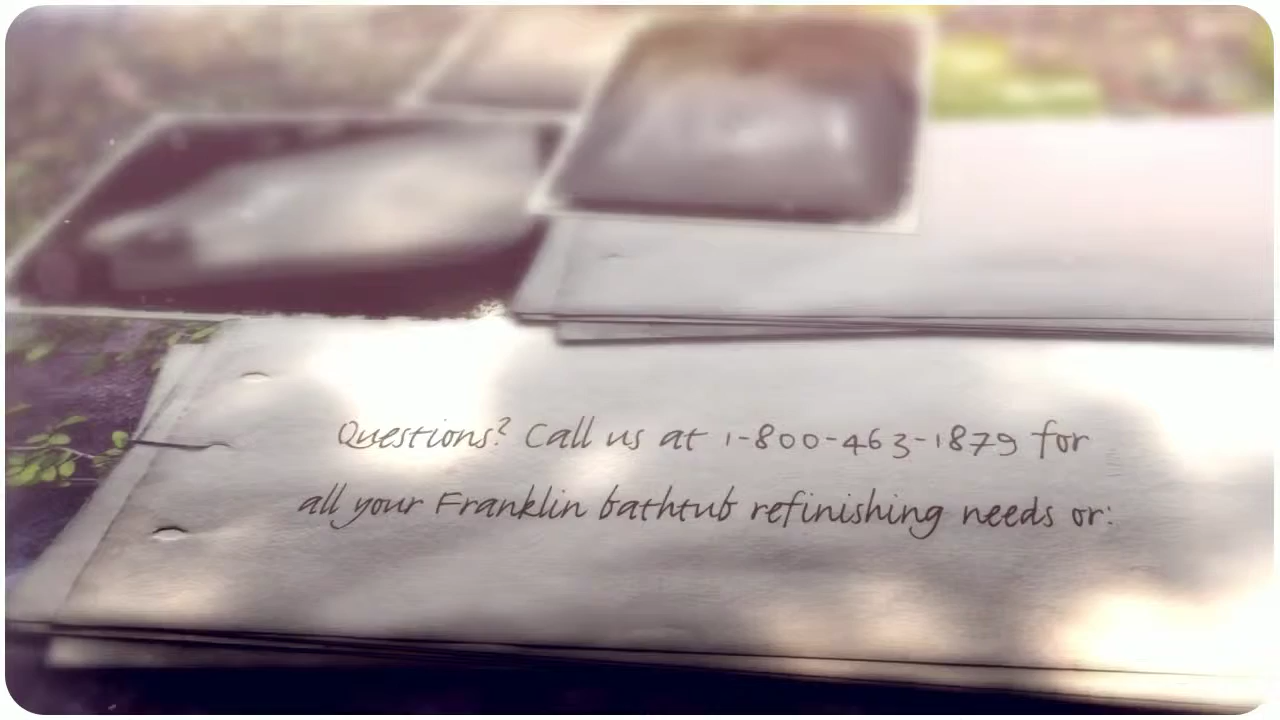 Questions? Call us at 1-800-463-1879 for
all your Franklin bathtub refinishing needs or: